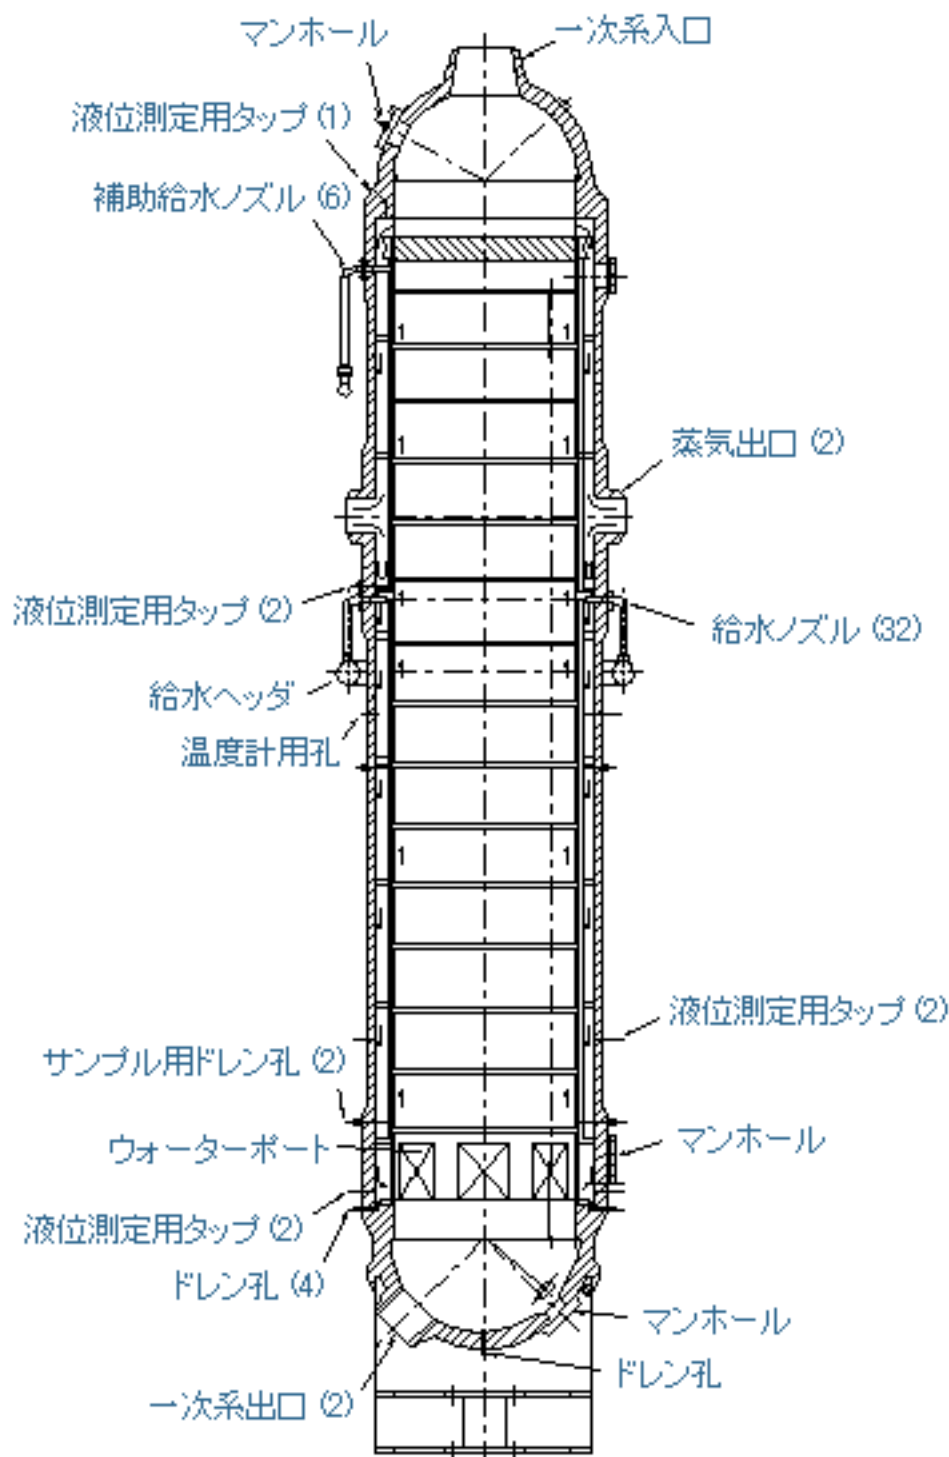 マンホール
一次系入口
液位測定用タップ (1)
補助給水ノズル (6)
蒸気出口 (2)
液位測定用タップ (2)
給水ノズル (32)
給水ヘッダ
温度計用孔
液位測定用タップ (2)
サンプル用ドレン孔 (2)
ウォーターポート
マンホール
液位測定用タップ (2)
ドレン孔 (4)
マンホール
ドレン孔
一次系出口 (2)